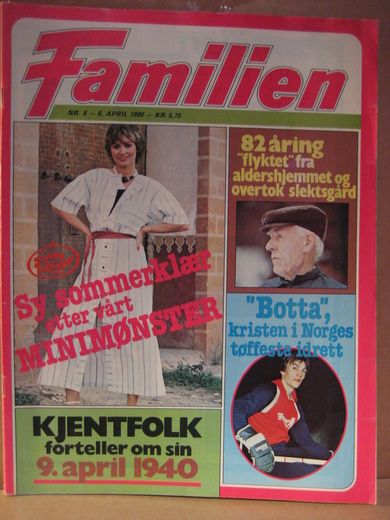 Familien
NR. 8 – 8. APRIL 1980 – KR. 5,75
82 åring
"flyktet" fra
aldershjemmet og
overtok slektsgård
Sy sommerklær
etter vårt
MINIMØNSTER
"Botta",
kristen i Norges
tøffeste idrett
KJENTFOLK
forteller om sin
9. april 1940